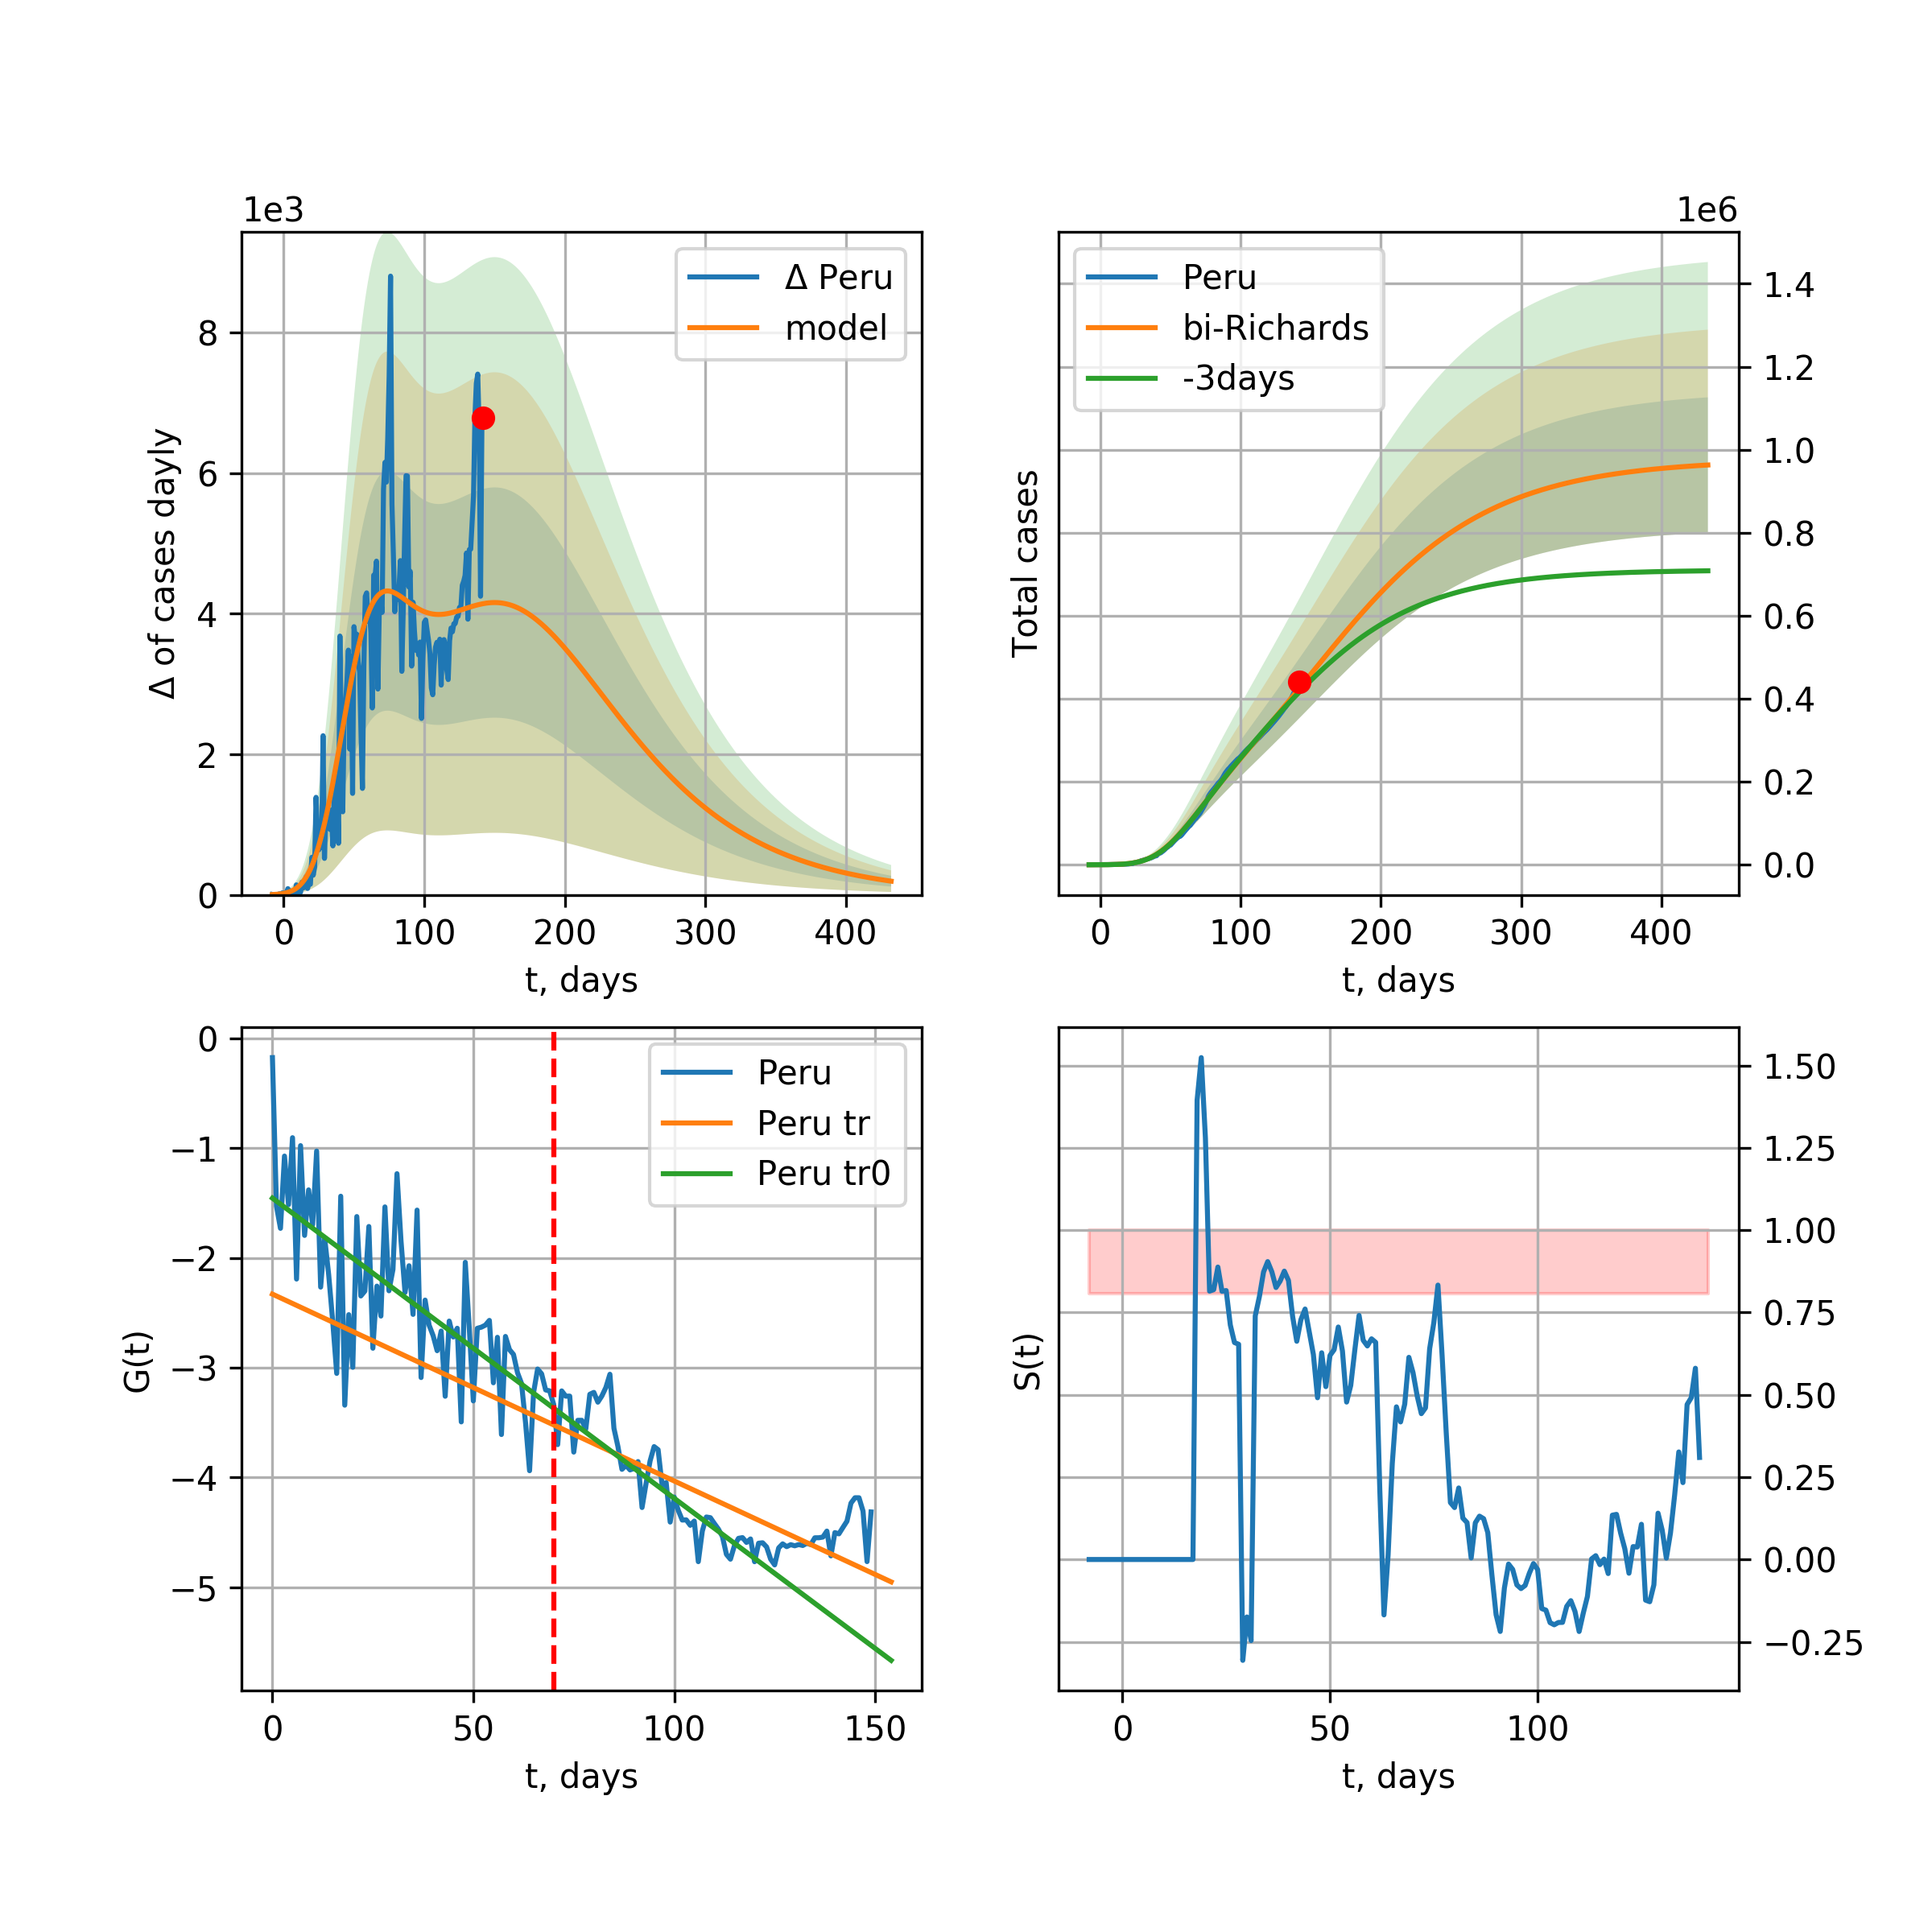 1e3
Δ of cases dayly
8
6
4
2
0
0 100 200 300 400
t, days
Δ Peru
model
1e6
Total cases
1.4
1.2
1.0
0.8
0.6
0.4
0.2
0.0
0 100 200 300 400
t, days
Peru
bi-Richards
-3days
G(t)
0
−1
−2
−3
−4
−5
0 50 100 150
t, days
Peru
Peru tr
Peru tr0
S(t)
1.50
1.25
1.00
0.75
0.50
0.25
0.00
−0.25
0 50 100
t, days